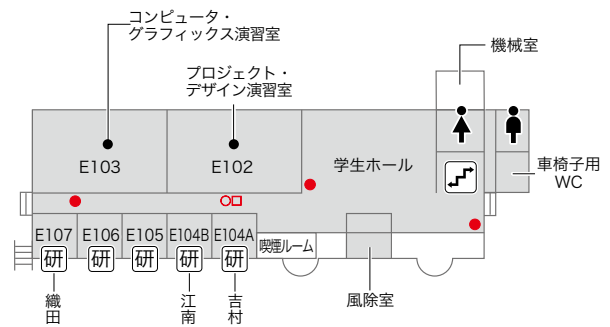 コンピュータ・
グラフィックス演習室
機械室
プロジェクト・
デザイン演習室
E103
E102
学生ホール
車椅子用
WC
E107
E106
E105
E104B
E104A
研
研
研
研
研
喫煙ルーム
織田
江南
吉村
風除室